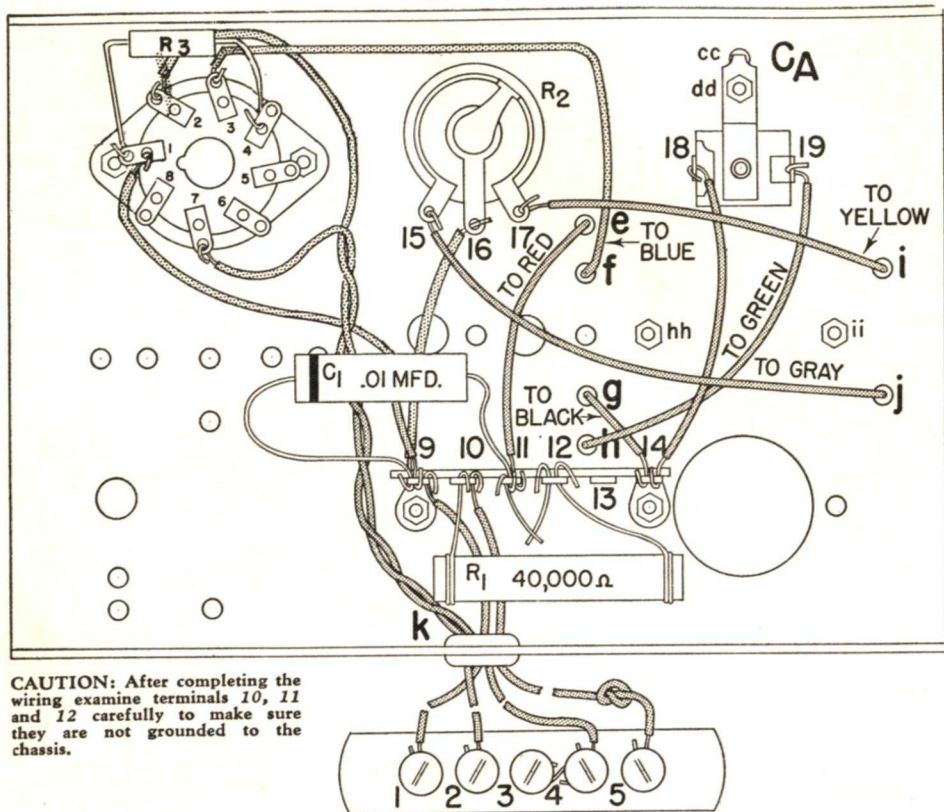 R3
2
3
1
4
8
5
7
6
R2
15
16
17
cc
CA
dd
18
19
e
TO BLUE
f
TO RED
TO YELLOW
i
TO GREEN
hh
ii
C1 .01 MFD.
TO GRAY
j
g
TO BLACK
h
9
10
11
12
13
14
R1 40,000Ω
k
CAUTION: After completing the
wiring examine terminals 10, 11
and 12 carefully to make sure
they are not grounded to the
chassis.
1
2
3
4
5